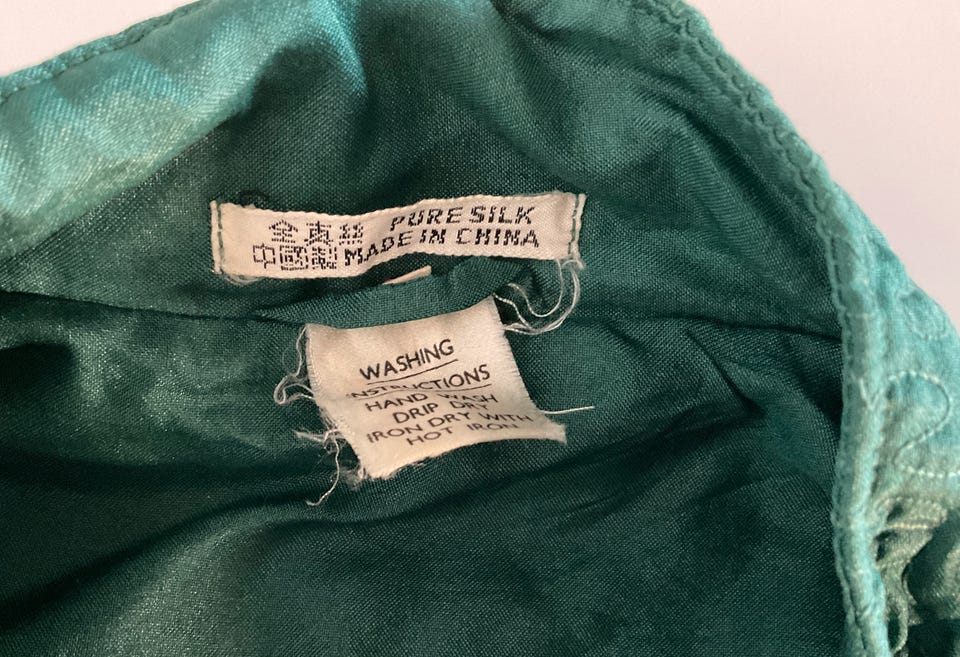 全真丝 PURE SILK
中國製 MADE IN CHINA
WASHING
INSTRUCTIONS
HAND WASH
DRIP DRY
IRON DRY WITH
HOT IRON